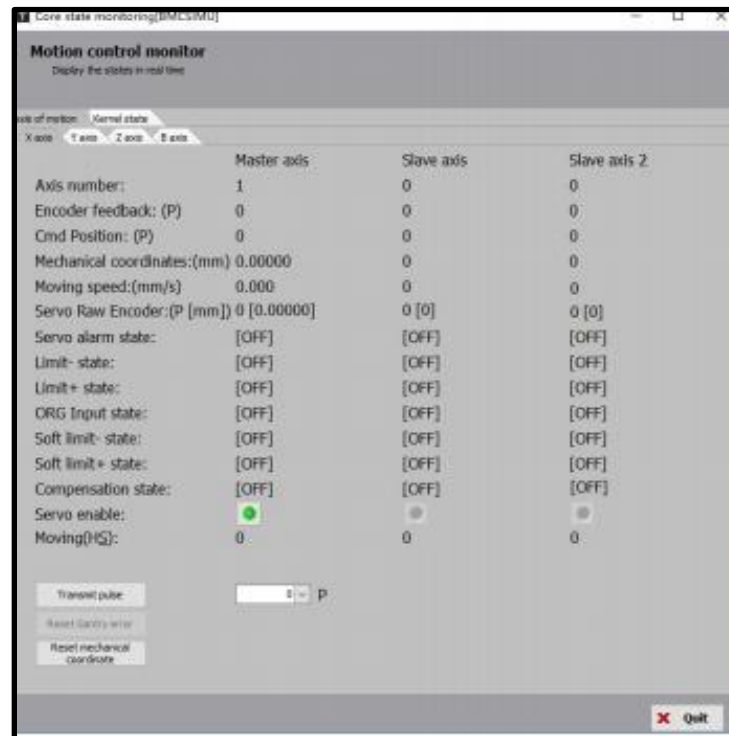 Core state monitoring[BMCSIMU]
Motion control monitor
Display the states in real time
xis of motion Kernel state
X axis Y axis Z axis B axis
Master axis Slave axis Slave axis 2
Axis number: 1 0 0
Encoder feedback: (P) 0 0 0
Cmd Position: (P) 0 0 0
Mechanical coordinates:(mm) 0.00000 0 0
Moving speed:(mm/s) 0.000 0 0
Servo Raw Encoder:(P [mm]) 0 [0.00000] 0 [0] 0 [0]
Servo alarm state: [OFF] [OFF] [OFF]
Limit- state: [OFF] [OFF] [OFF]
Limit+ state: [OFF] [OFF] [OFF]
ORG Input state: [OFF] [OFF] [OFF]
Soft limit- state: [OFF] [OFF] [OFF]
Soft limit+ state: [OFF] [OFF] [OFF]
Compensation state: [OFF] [OFF] [OFF]
Servo enable:
Moving(HS): 0 0 0
Transmit pulse 0 P
Reset Gantry error
Reset mechanical
coordinate
Quit